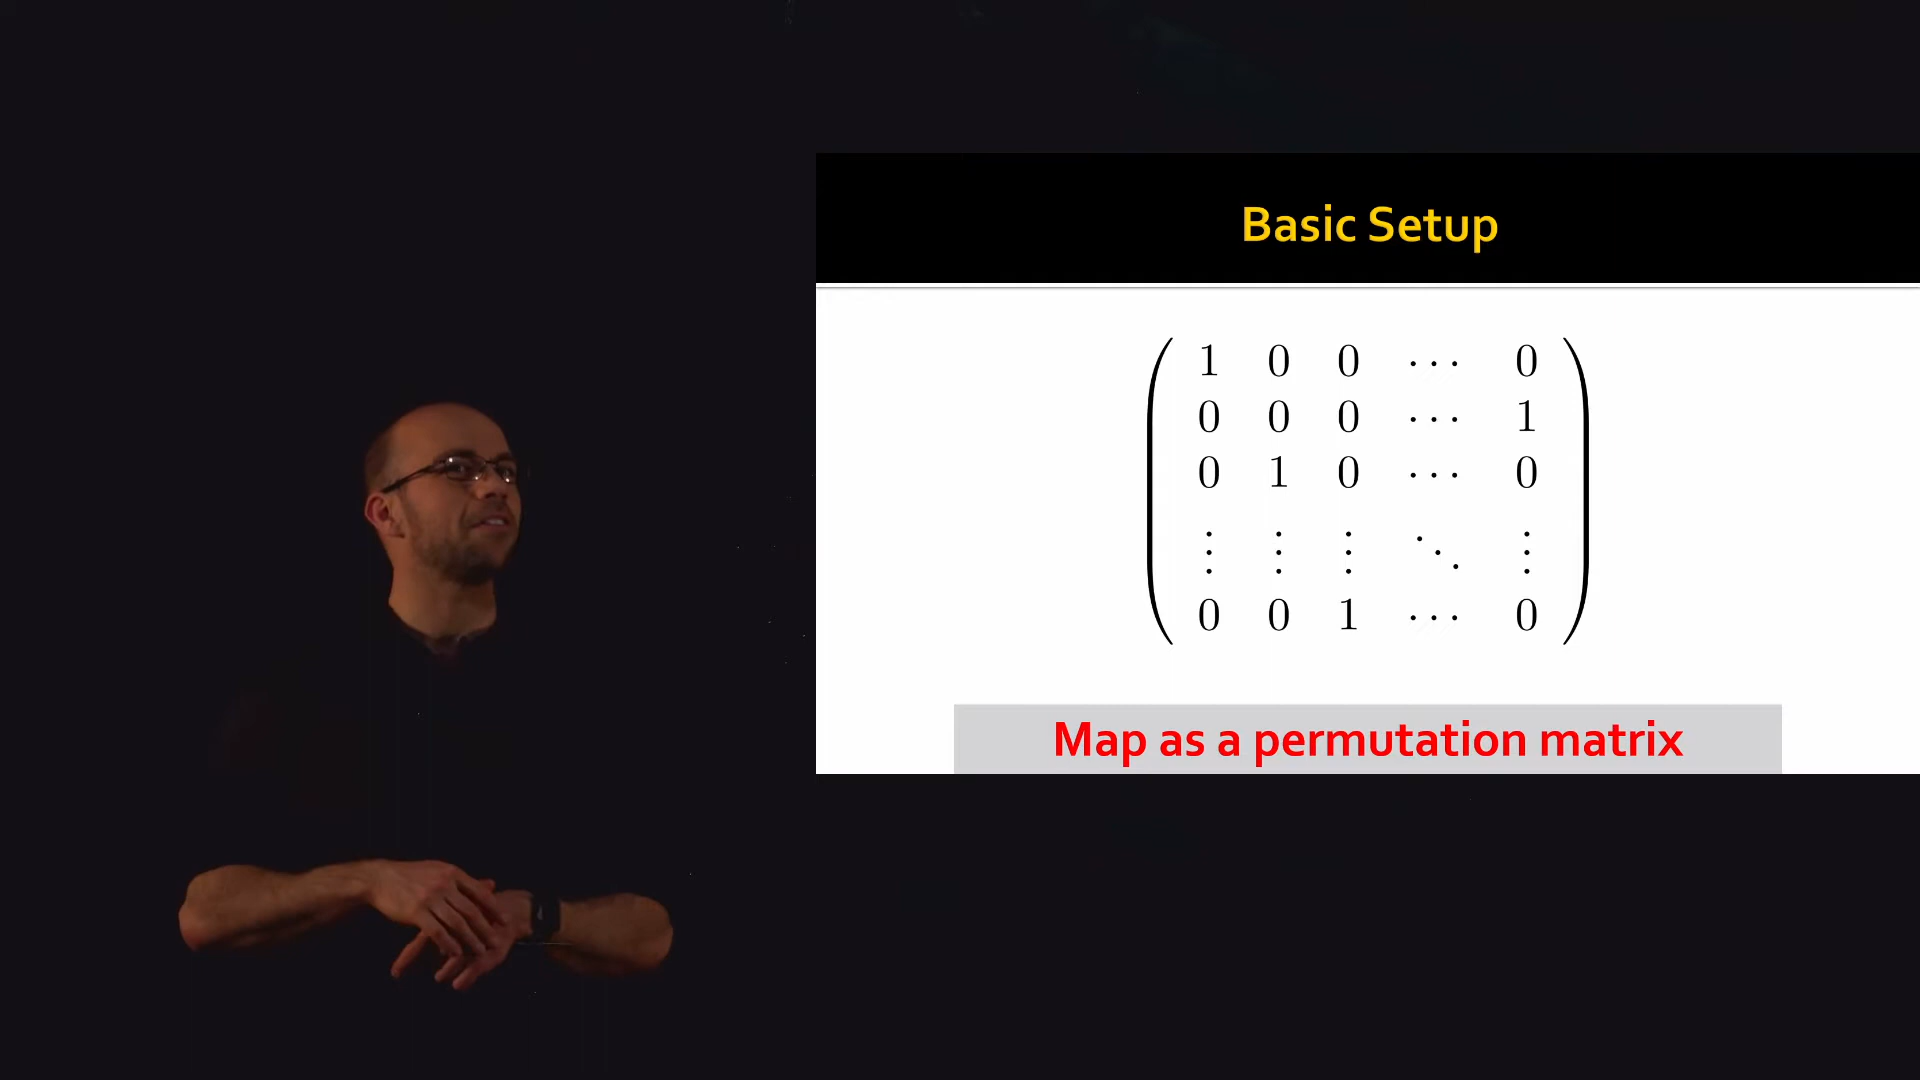 Basic Setup
1 0 0 ⋯ 0
0 0 0 ⋯ 1
0 1 0 ⋯ 0
⋮ ⋮ ⋮ ⋱ ⋮
0 0 1 ⋯ 0
Map as a permutation matrix